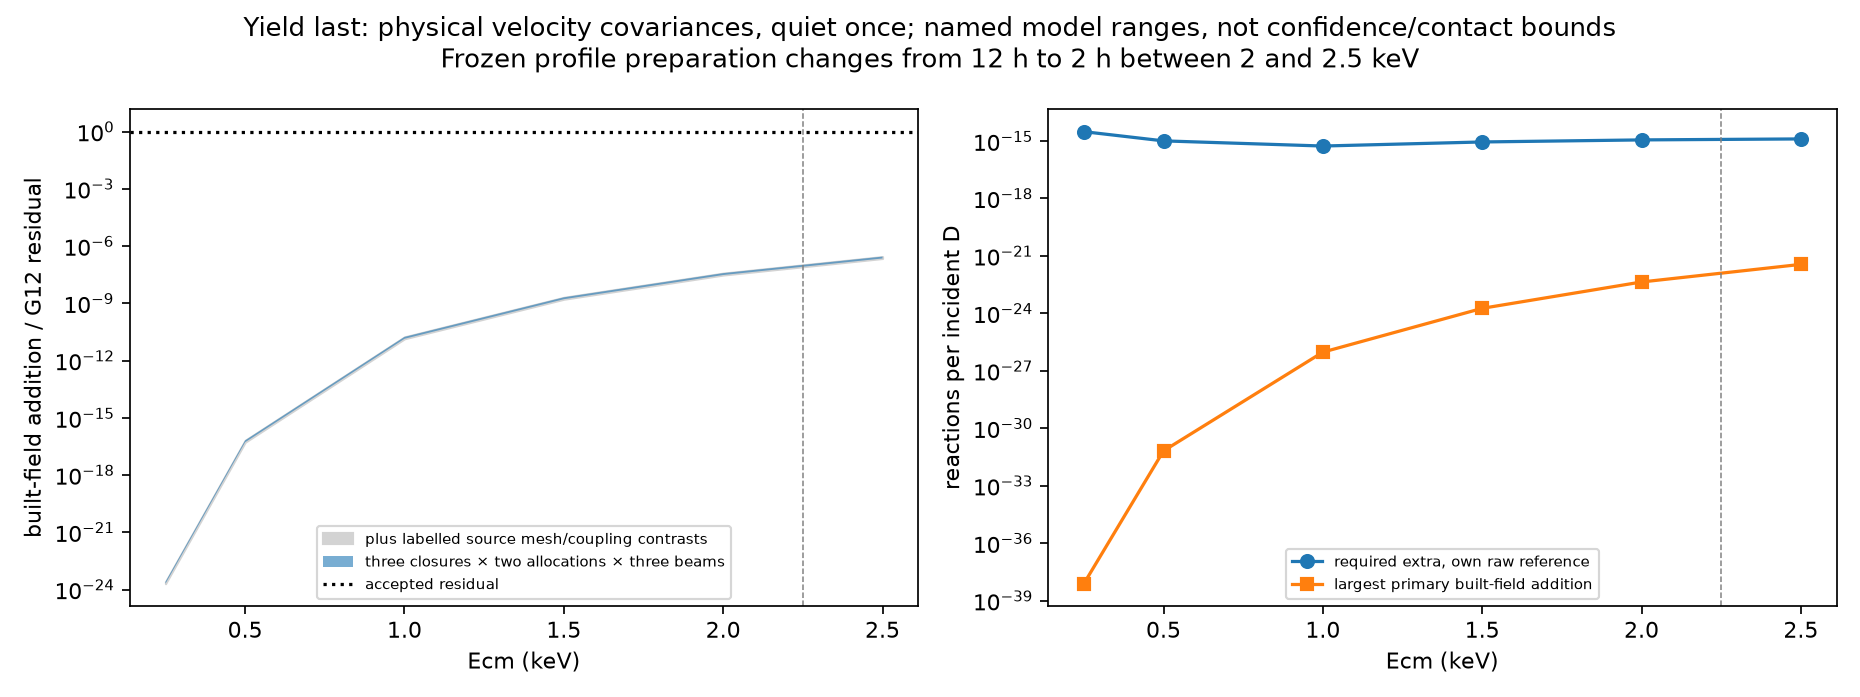 Yield last: physical velocity covariances, quiet once; named model ranges, not confidence/contact bounds
Frozen profile preparation changes from 12 h to 2 h between 2 and 2.5 keV
built-field addition / G12 residual
10⁰
10⁻³
10⁻⁶
10⁻⁹
10⁻¹²
10⁻¹⁵
10⁻¹⁸
10⁻²¹
10⁻²⁴
plus labelled source mesh/coupling contrasts
three closures × two allocations × three beams
accepted residual
0.5
1.0
1.5
2.0
2.5
Ecm (keV)
reactions per incident D
10⁻¹⁵
10⁻¹⁸
10⁻²¹
10⁻²⁴
10⁻²⁷
10⁻³⁰
10⁻³³
10⁻³⁶
10⁻³⁹
required extra, own raw reference
largest primary built-field addition
0.5
1.0
1.5
2.0
2.5
Ecm (keV)